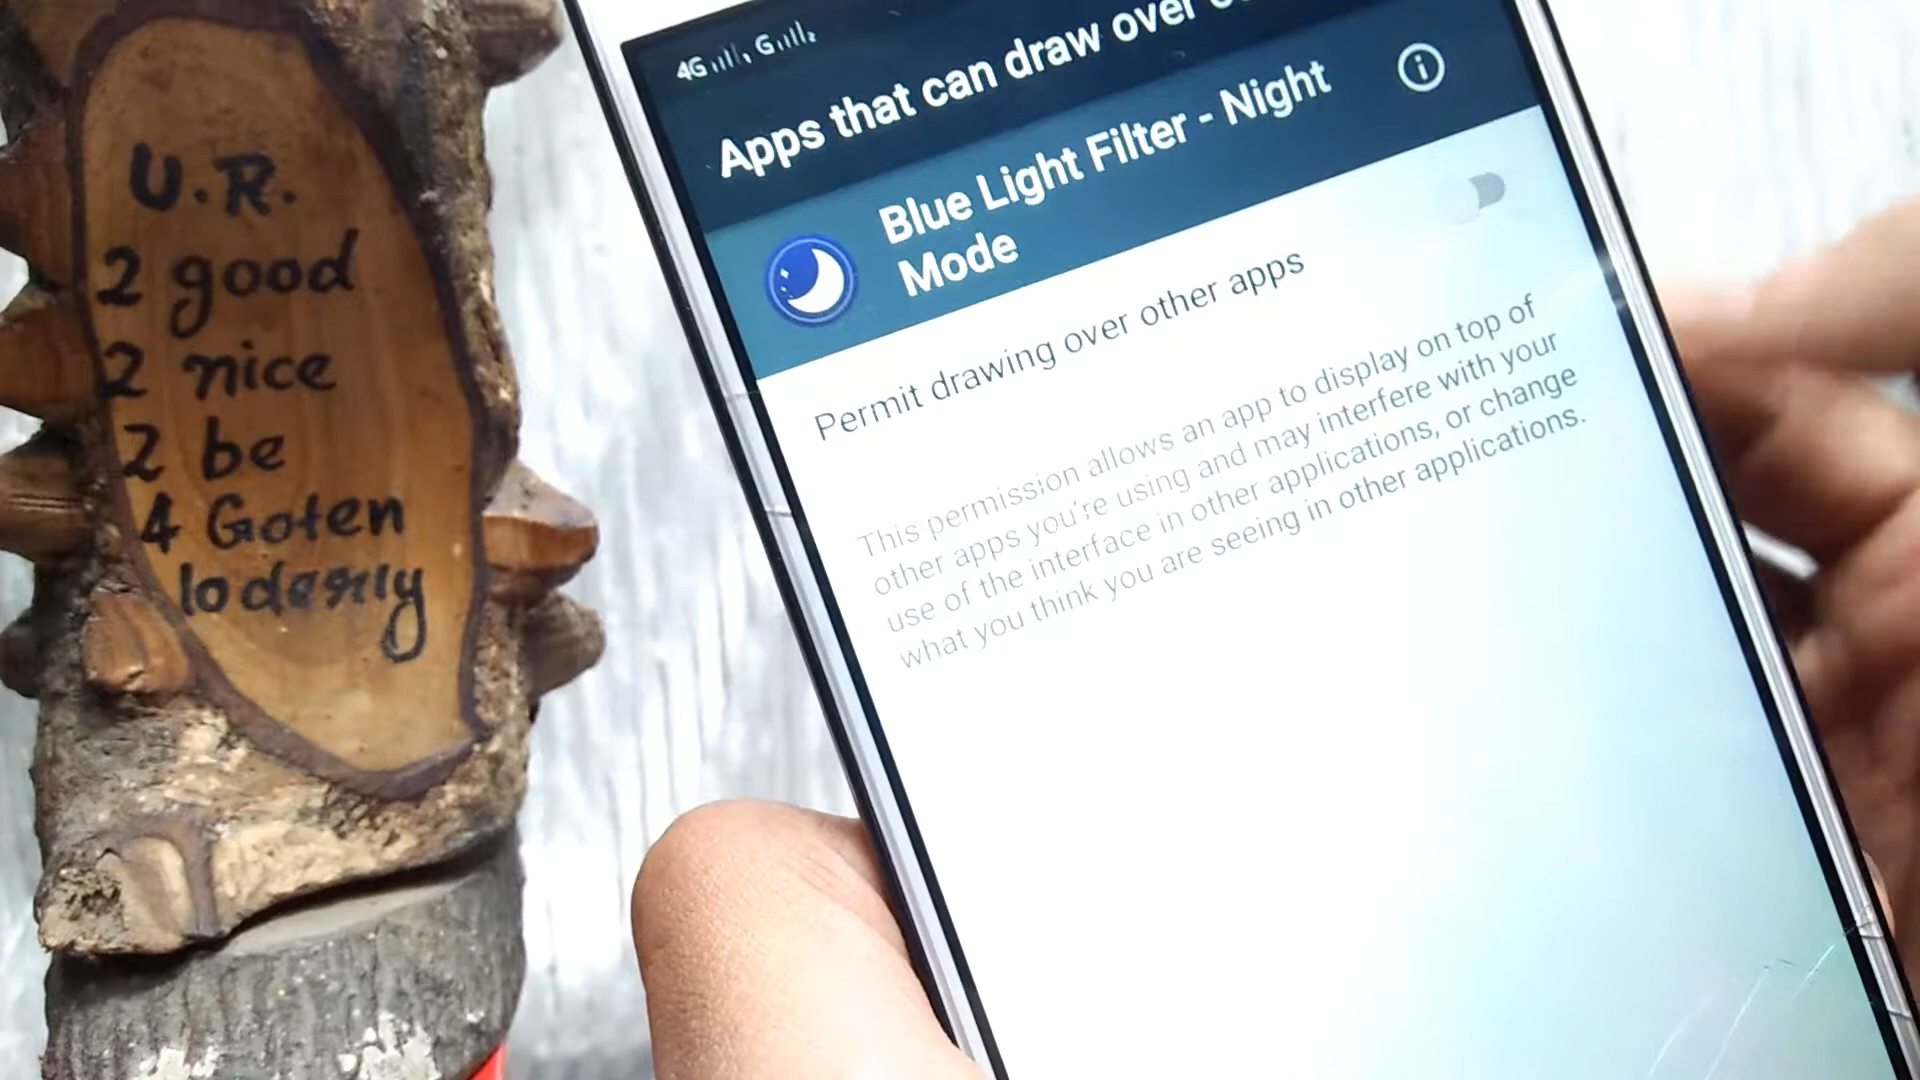 U.R.
2 good
2 nice
2 be
4 Goten
4G G
Apps that can draw over
Blue Light Filter - Night
Mode
Permit drawing over other apps
This permission allows an app to display on top of
other apps you're using and may interfere with your
use of the interface in other applications, or change
what you think you are seeing in other applications.